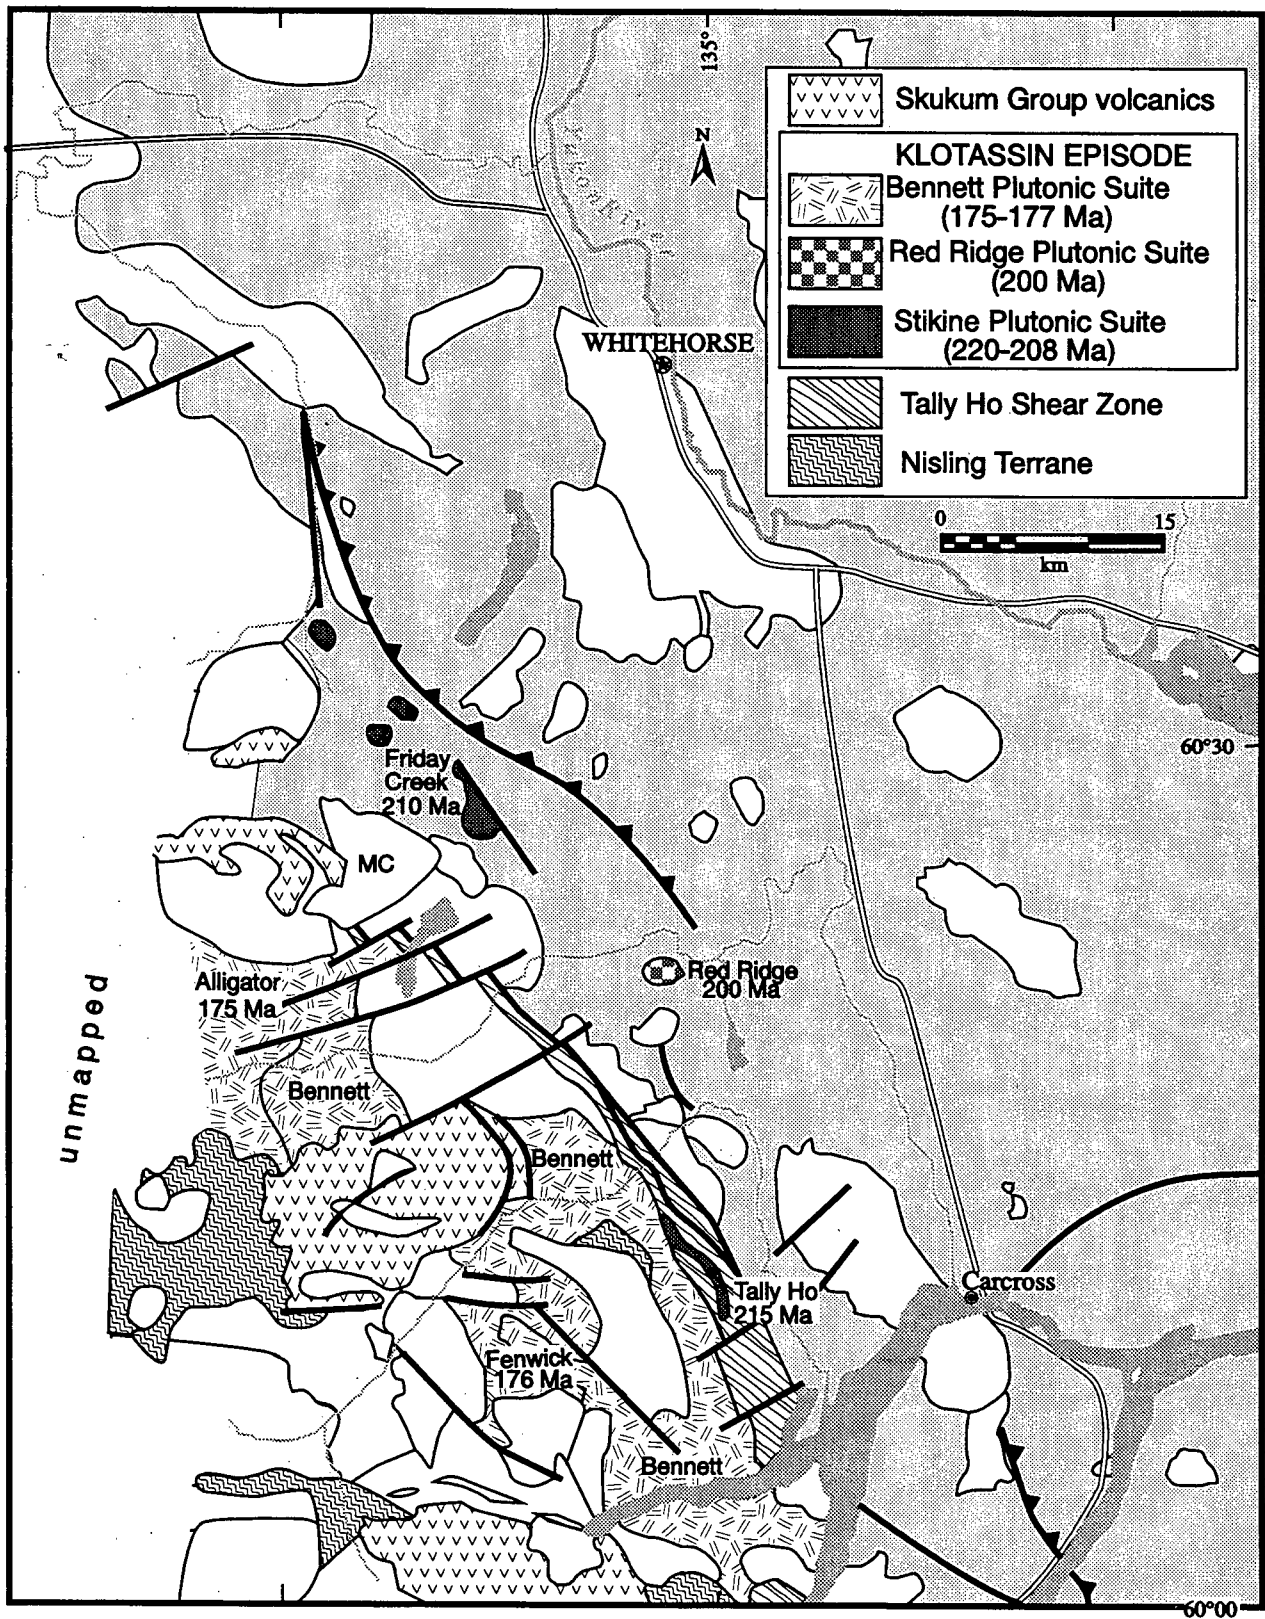 135°
Skukum Group volcanics
N
KLOTASSIN EPISODE
Bennett Plutonic Suite
(175-177 Ma)
Yukon River
Red Ridge Plutonic Suite
(200 Ma)
Stikine Plutonic Suite
(220-208 Ma)
WHITEHORSE
Tally Ho Shear Zone
Nisling Terrane
0 15
km
60°30
Friday
Creek
210 Ma
MC
Red Ridge
200 Ma
Alligator
175 Ma
unmapped
Bennett
Bennett
Carcross
Tally Ho
215 Ma
Fenwick
176 Ma
Bennett
60°00